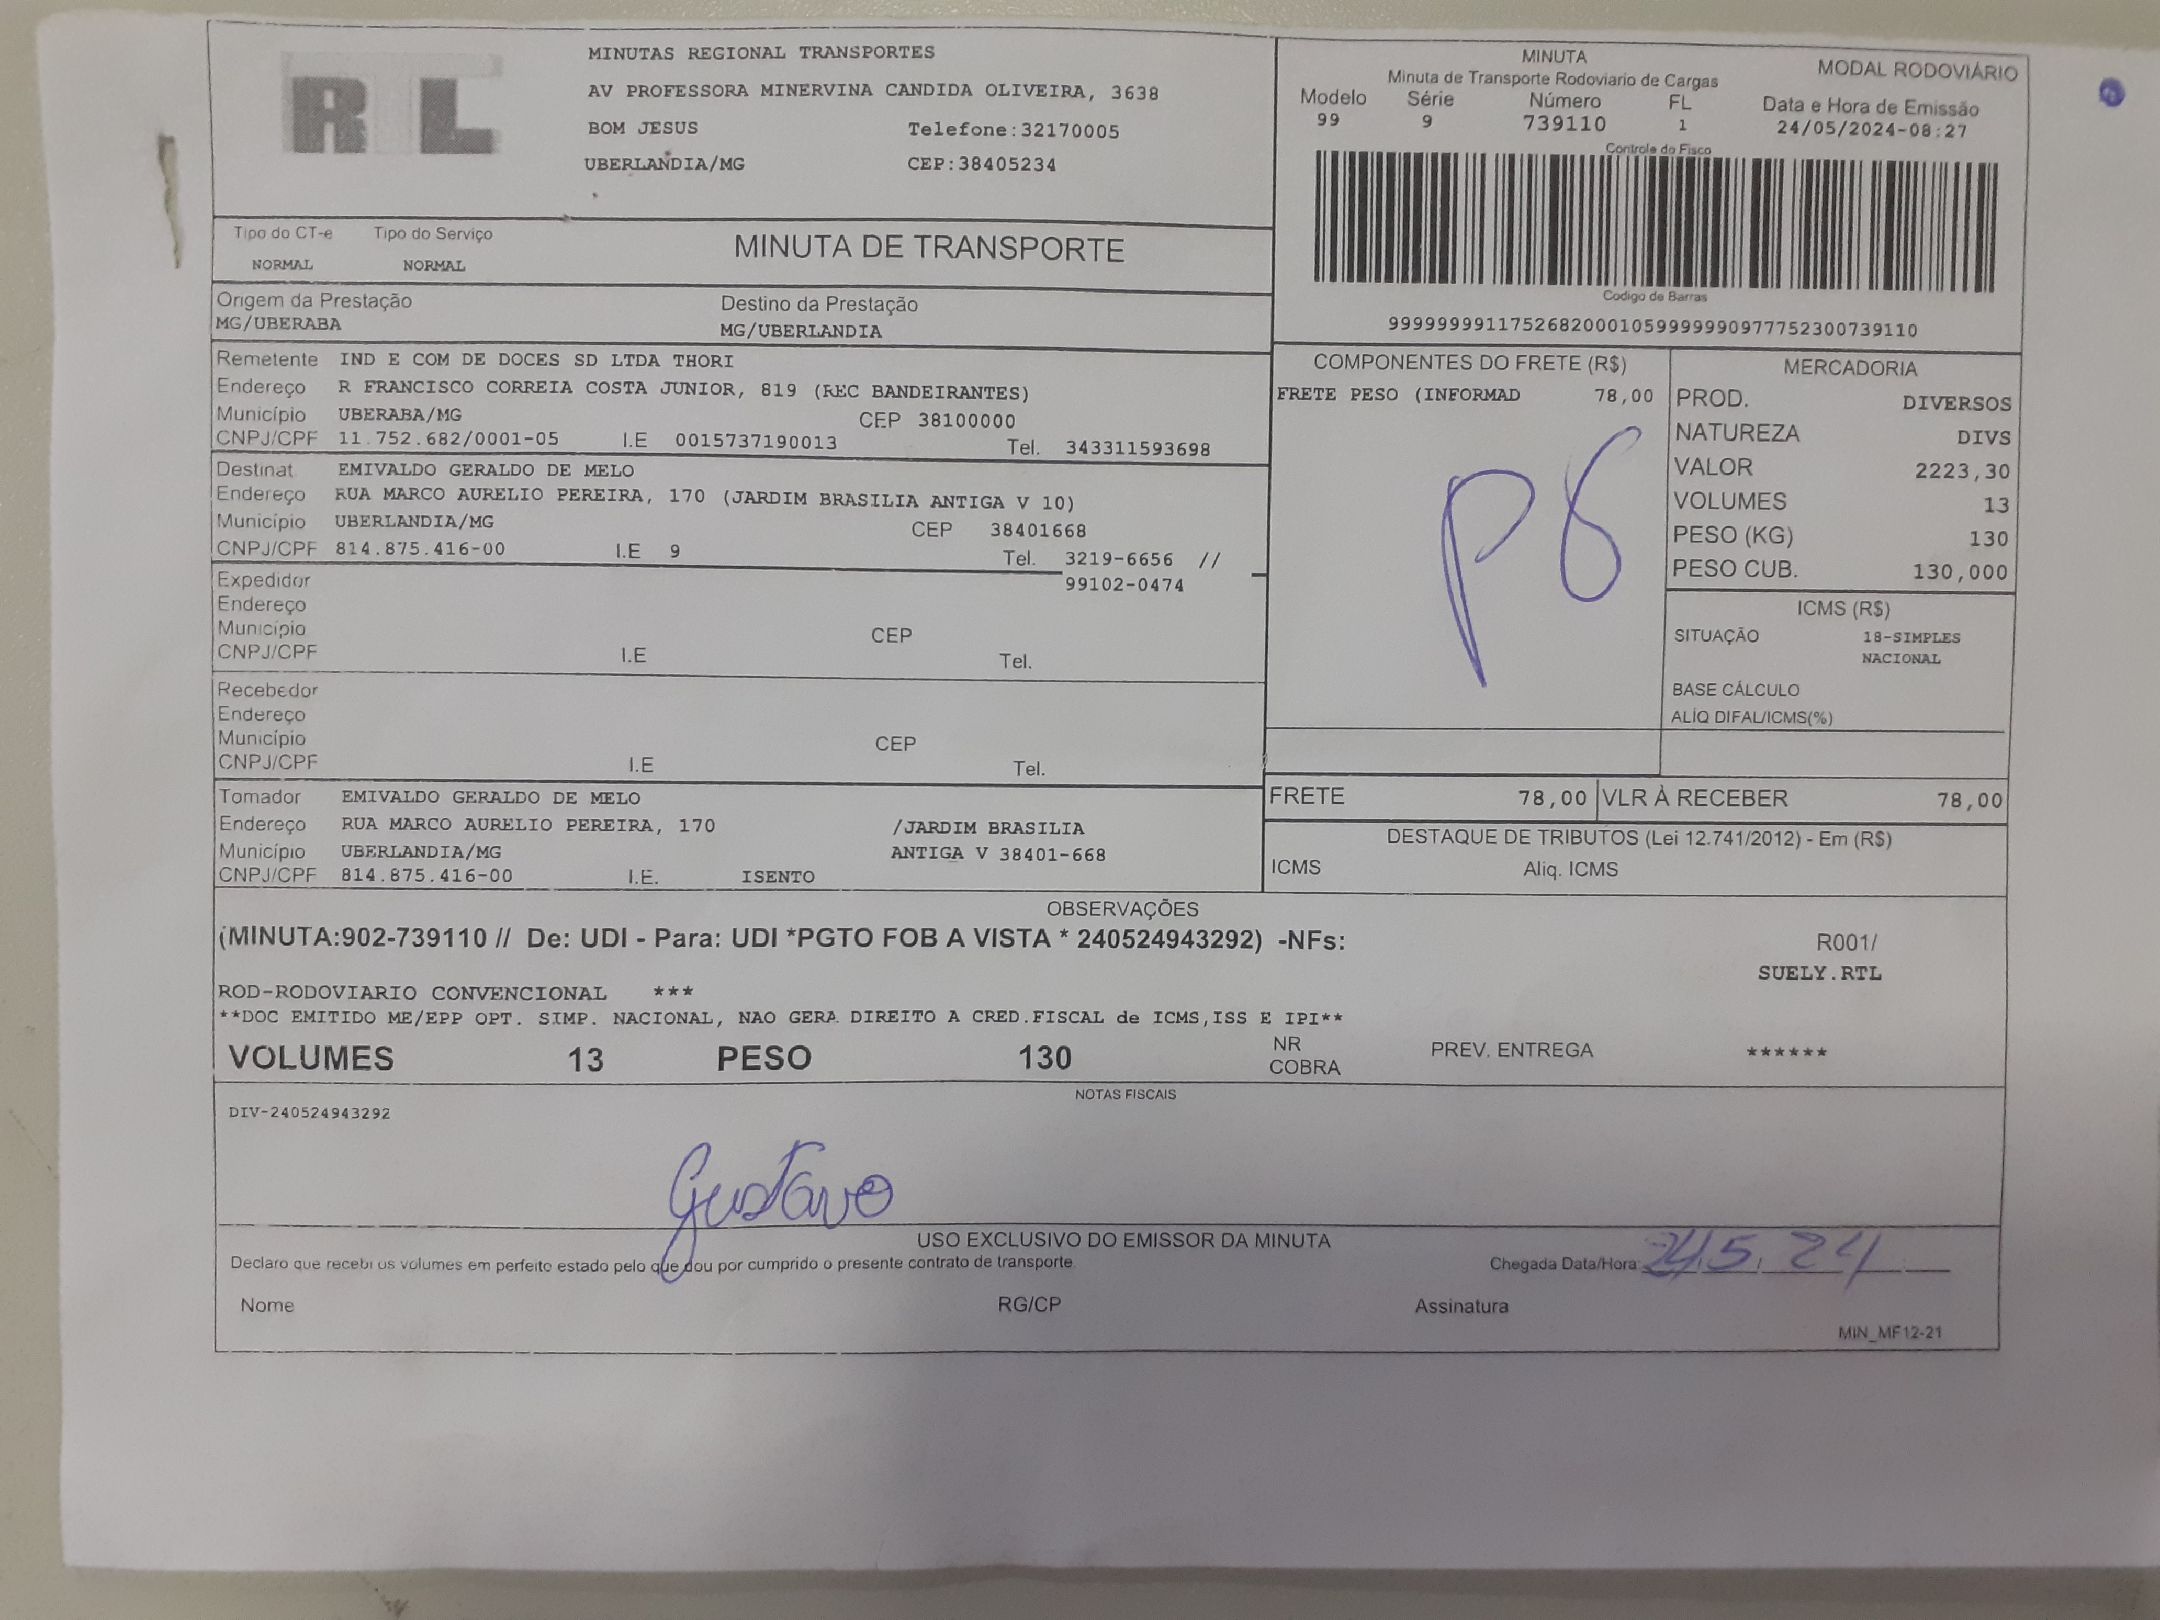 RTL
MINUTAS REGIONAL TRANSPORTES
AV PROFESSORA MINERVINA CANDIDA OLIVEIRA, 3638
BOM JESUS Telefone:32170005
UBERLANDIA/MG CEP:38405234
MINUTA
Minuta de Transporte Rodoviario de Cargas
MODAL RODOVIÁRIO
Modelo Série Número FL Data e Hora de Emissão
99 9 739110 1 24/05/2024-08:27
Controle do Fisco
Codigo de Barras
99999999117526820001059999990977752300739110
Tipo do CT-e Tipo do Serviço
NORMAL NORMAL
MINUTA DE TRANSPORTE
Origem da Prestação Destino da Prestação
MG/UBERABA MG/UBERLANDIA
Remetente IND E COM DE DOCES SD LTDA THORI
Endereço R FRANCISCO CORREIA COSTA JUNIOR, 819 (REC BANDEIRANTES)
Município UBERABA/MG CEP 38100000
CNPJ/CPF 11.752.682/0001-05 I.E 0015737190013 Tel. 343311593698
Destinat. EMIVALDO GERALDO DE MELO
Endereço RUA MARCO AURELIO PEREIRA, 170 (JARDIM BRASILIA ANTIGA V 10)
Município UBERLANDIA/MG CEP 38401668
CNPJ/CPF 814.875.416-00 I.E 9 Tel. 3219-6656 //
99102-0474
Expedidor
Endereço
Município CEP
CNPJ/CPF I.E Tel.
Recebedor
Endereço
Município CEP
CNPJ/CPF I.E Tel.
Tomador EMIVALDO GERALDO DE MELO
Endereço RUA MARCO AURELIO PEREIRA, 170 /JARDIM BRASILIA
Município UBERLANDIA/MG ANTIGA V 38401-668
CNPJ/CPF 814.875.416-00 I.E. ISENTO
COMPONENTES DO FRETE (R$)
FRETE PESO (INFORMAD 78,00
MERCADORIA
PROD. DIVERSOS
NATUREZA DIVS
VALOR 2223,30
VOLUMES 13
PESO (KG) 130
PESO CUB. 130,000
ICMS (R$)
SITUAÇÃO 18-SIMPLES
NACIONAL
BASE CÁLCULO
ALÍQ DIFAL/ICMS(%)
FRETE 78,00 VLR À RECEBER 78,00
DESTAQUE DE TRIBUTOS (Lei 12.741/2012) - Em (R$)
ICMS Aliq. ICMS
OBSERVAÇÕES
(MINUTA:902-739110 // De: UDI - Para: UDI *PGTO FOB A VISTA * 240524943292) -NFs:
R001/
SUELY.RTL
ROD-RODOVIARIO CONVENCIONAL ***
**DOC EMITIDO ME/EPP OPT. SIMP. NACIONAL, NAO GERA DIREITO A CRED.FISCAL de ICMS,ISS E IPI**
VOLUMES 13 PESO 130 NR COBRA PREV. ENTREGA ******
NOTAS FISCAIS
DIV-240524943292
Gustavo
USO EXCLUSIVO DO EMISSOR DA MINUTA
Declaro que recebi os volumes em perfeito estado pelo que dou por cumprido o presente contrato de transporte. Chegada Data/Hora: 24.5.24
Nome RG/CP Assinatura
MIN_MF12-21